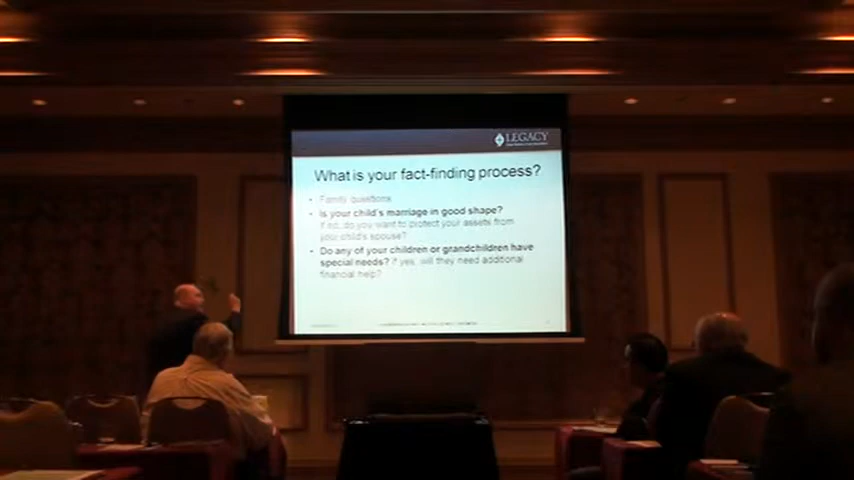 LEGACY
What is your fact-finding process?
• Family questions
• Is your child's marriage in good shape?
If no, do you want to protect your assets from
your child's spouse?
• Do any of your children or grandchildren have
special needs? If yes, will they need additional
financial help?